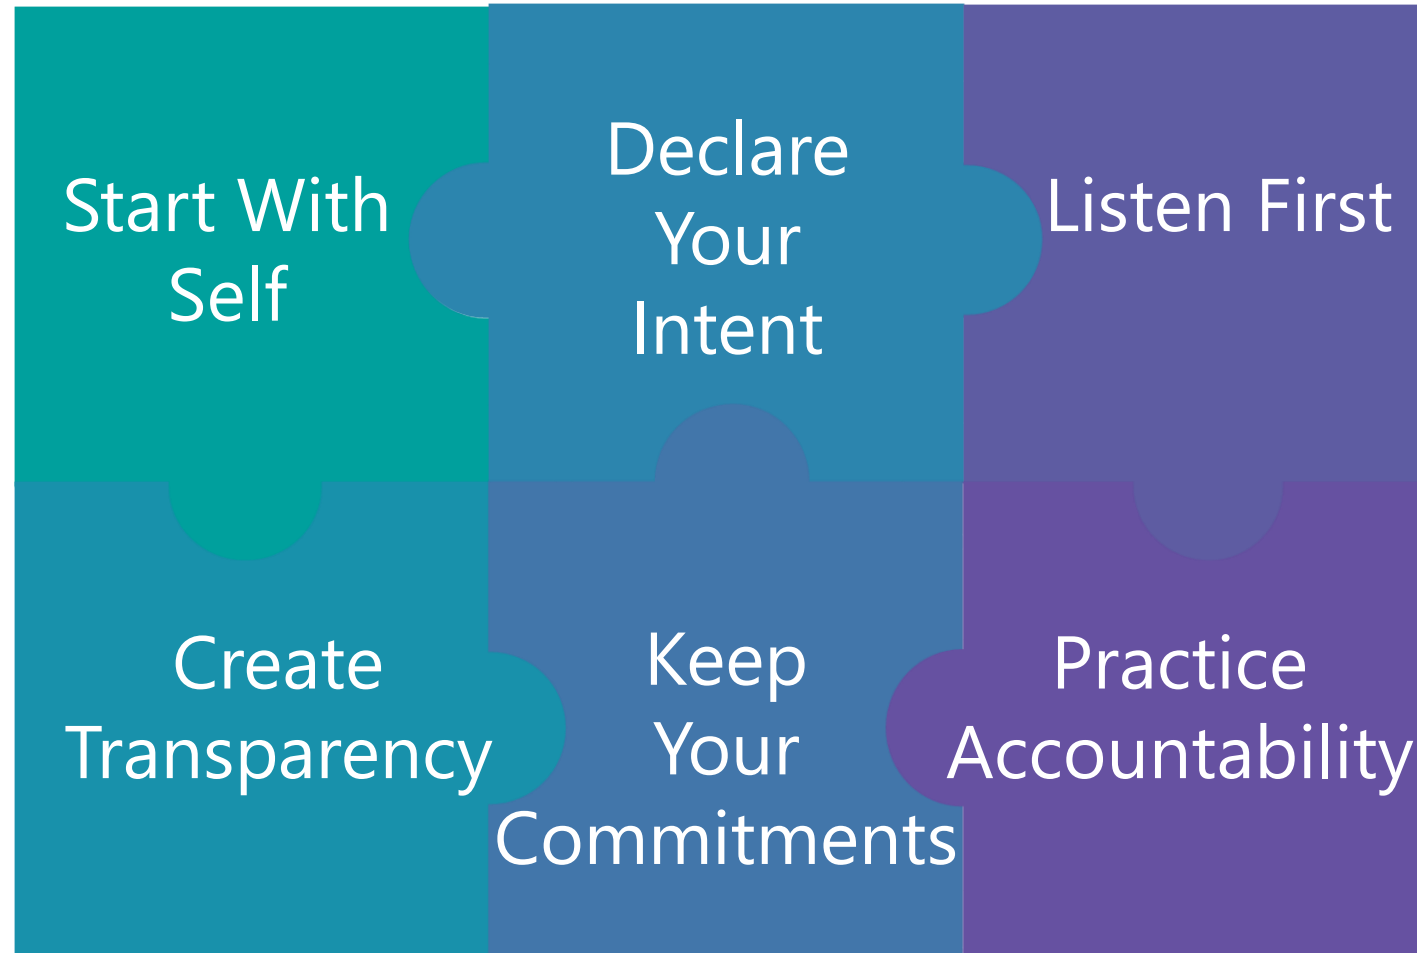 Start With
Self
Declare
Your
Intent
Listen First
Create
Transparency
Keep
Your
Commitments
Practice
Accountability